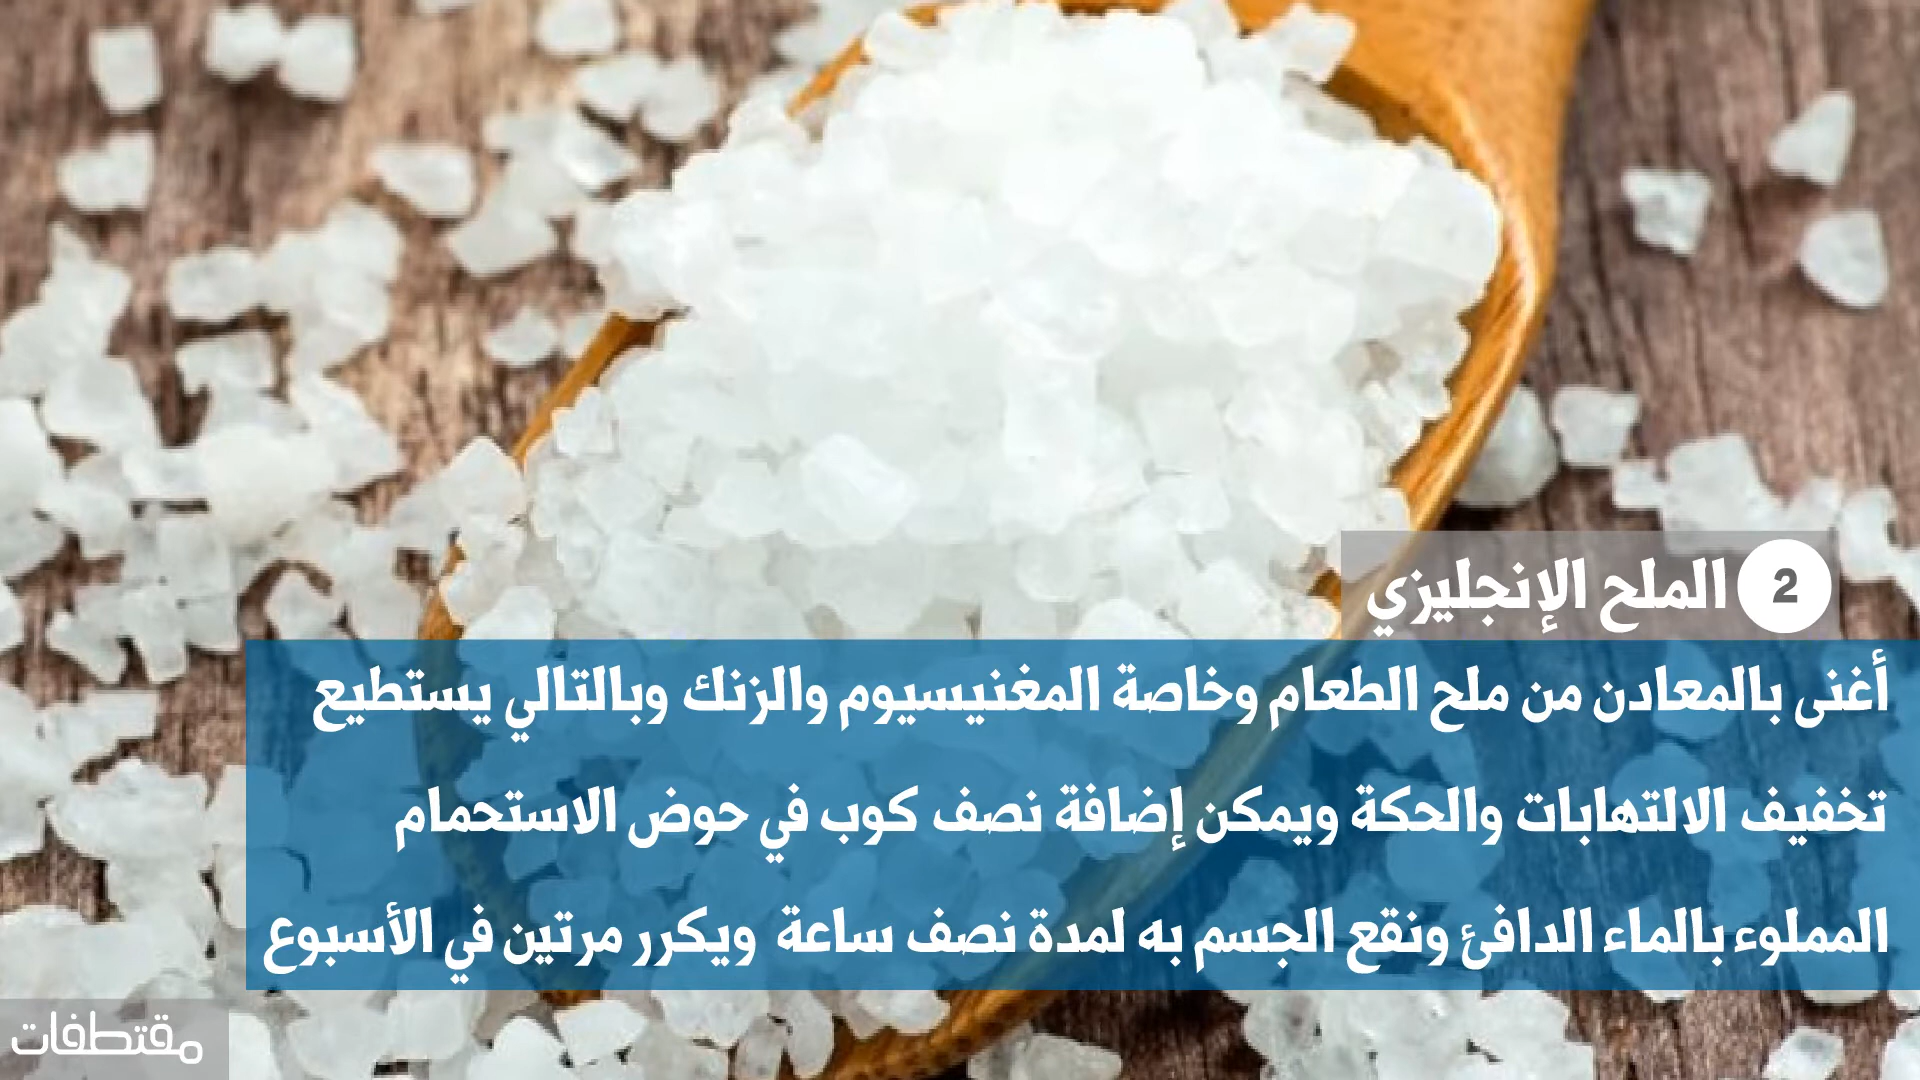 2 الملح الإنجليزي
أغنى بالمعادن من ملح الطعام وخاصة المغنيسيوم والزنك وبالتالي يستطيع
تخفيف الالتهابات والحكة ويمكن إضافة نصف كوب في حوض الاستحمام
المملوء بالماء الدافئ ونقع الجسم به لمدة نصف ساعة ويكرر مرتين في الأسبوع
مقتطفات